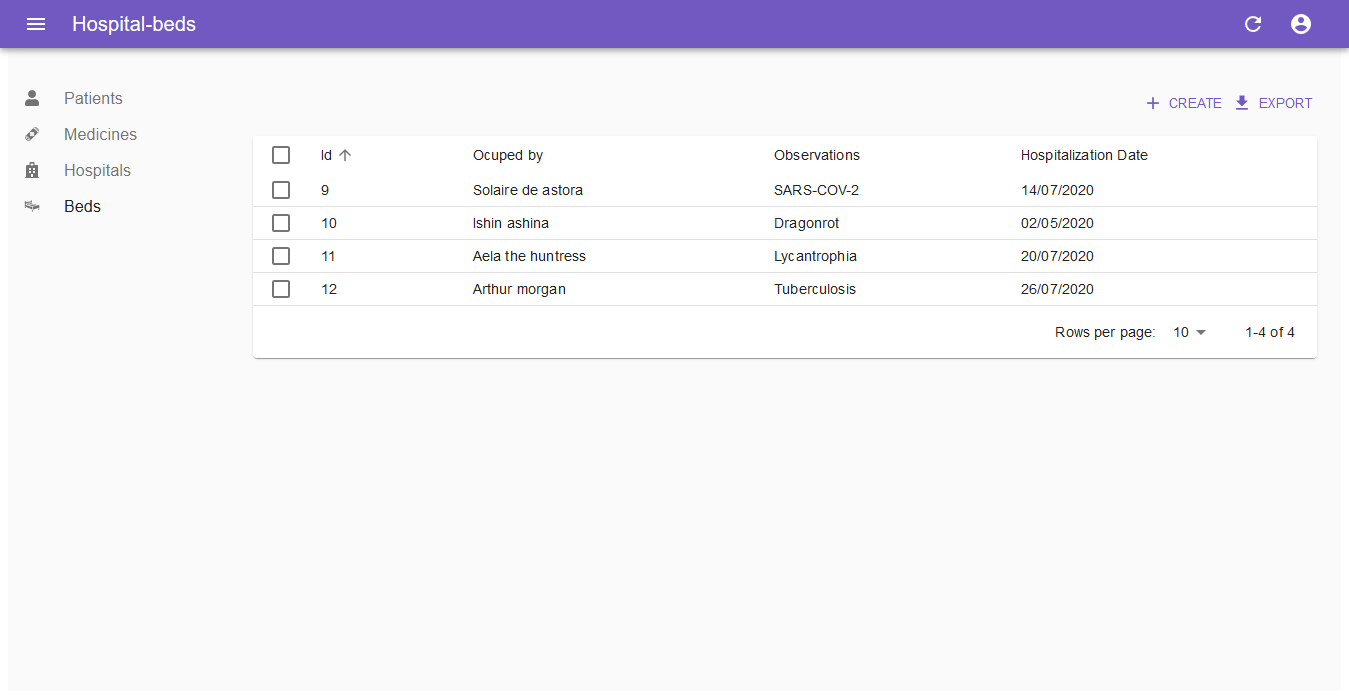 Hospital-beds
Patients
Medicines
Hospitals
Beds
CREATE EXPORT
Id Ocuped by Observations Hospitalization Date
9 Solaire de astora SARS-COV-2 14/07/2020
10 Ishin ashina Dragonrot 02/05/2020
11 Aela the huntress Lycantrophia 20/07/2020
12 Arthur morgan Tuberculosis 26/07/2020
Rows per page: 10 1-4 of 4